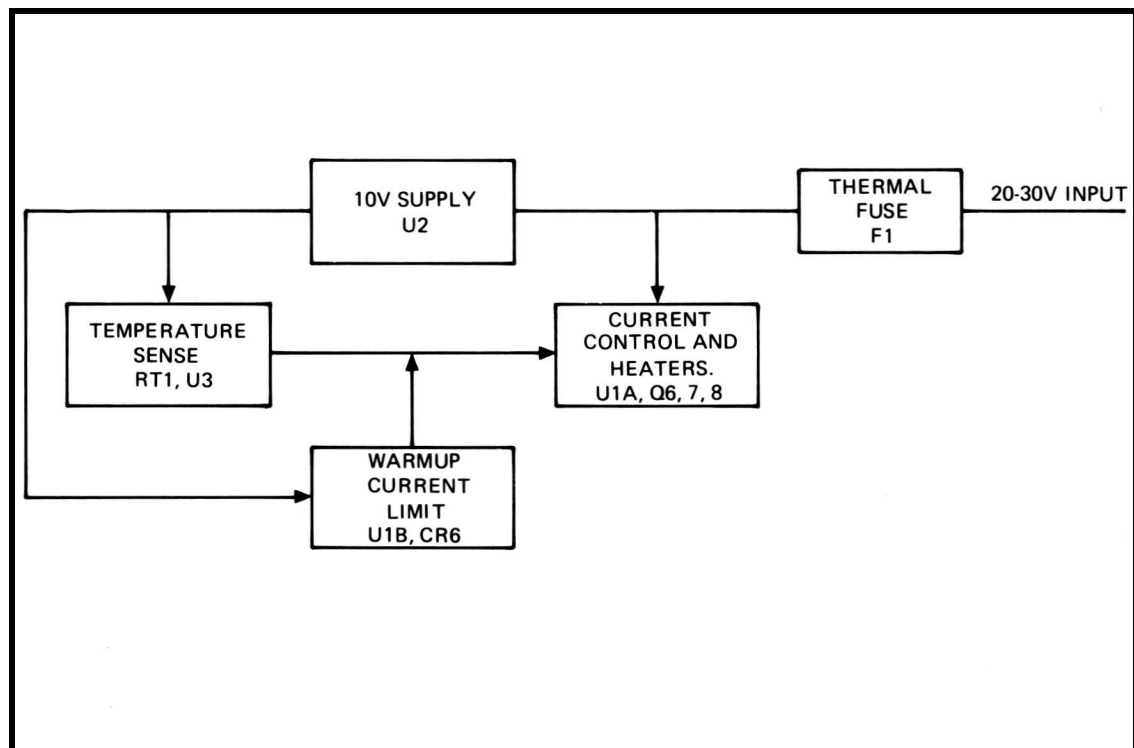 10V SUPPLY
U2
THERMAL
FUSE
F1
20-30V INPUT
TEMPERATURE
SENSE
RT1, U3
CURRENT
CONTROL AND
HEATERS.
U1A, Q6, 7, 8
WARMUP
CURRENT
LIMIT
U1B, CR6